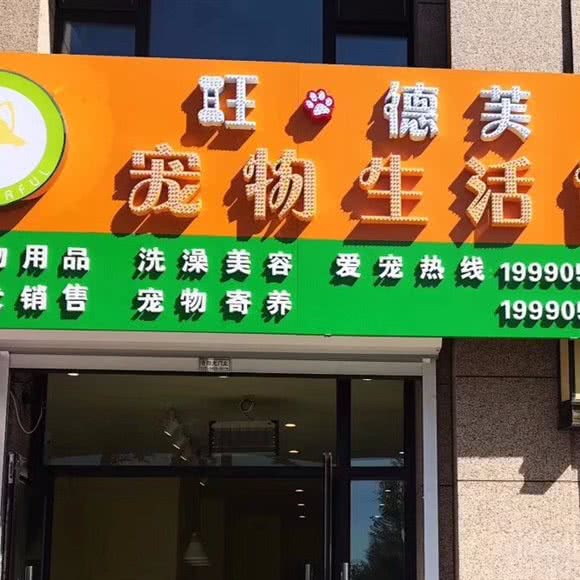 旺·德芙
宠物生活
用品 洗澡美容 爱宠热线 19990
销售 宠物寄养 19990